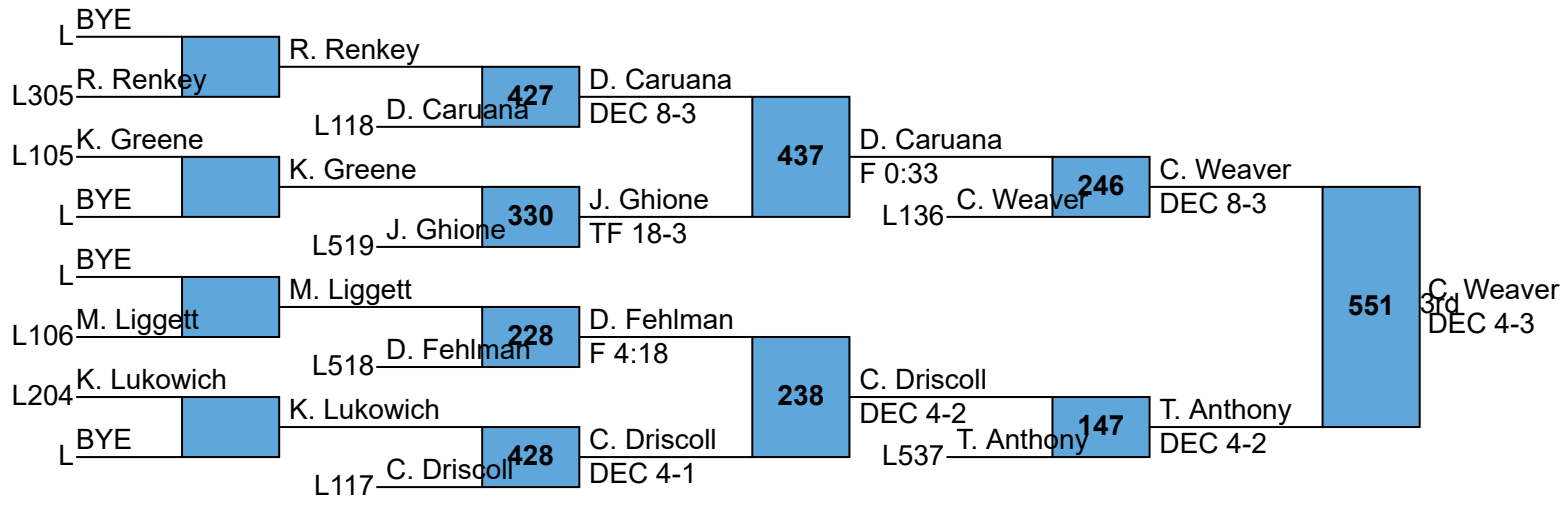 BYE
L
R. Renkey
L305
R. Renkey
D. Caruana
L118
427
D. Caruana
DEC 8-3
K. Greene
L105
BYE
L
K. Greene
J. Ghione
L519
330
J. Ghione
TF 18-3
437
D. Caruana
F 0:33
C. Weaver
L136
246
C. Weaver
DEC 8-3
BYE
L
M. Liggett
L106
M. Liggett
D. Fehlman
L518
228
D. Fehlman
F 4:18
K. Lukowich
L204
BYE
L
K. Lukowich
C. Driscoll
L117
428
C. Driscoll
DEC 4-1
238
C. Driscoll
DEC 4-2
T. Anthony
L537
147
T. Anthony
DEC 4-2
551
C. Weaver
3rd
DEC 4-3